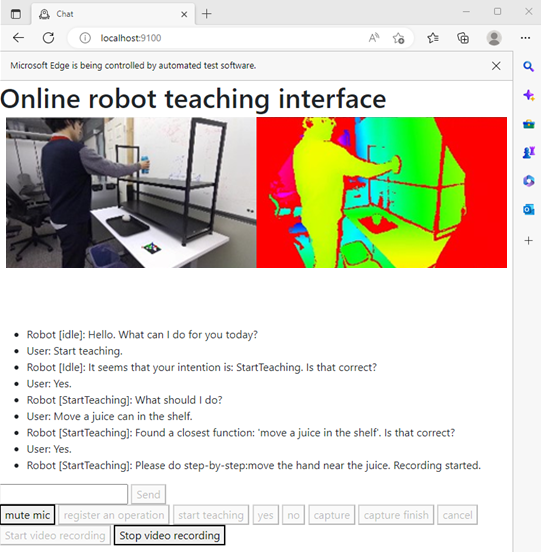 Chat
localhost:9100
Microsoft Edge is being controlled by automated test software.
Online robot teaching interface
Robot [idle]: Hello. What can I do for you today?
User: Start teaching.
Robot [Idle]: It seems that your intention is: StartTeaching. Is that correct?
User: Yes.
Robot [StartTeaching]: What should I do?
User: Move a juice can in the shelf.
Robot [StartTeaching]: Found a closest function: 'move a juice in the shelf'. Is that correct?
User: Yes.
Robot [StartTeaching]: Please do step-by-step:move the hand near the juice. Recording started.
Send
mute mic register an operation start teaching yes no capture capture finish cancel
Start video recording Stop video recording